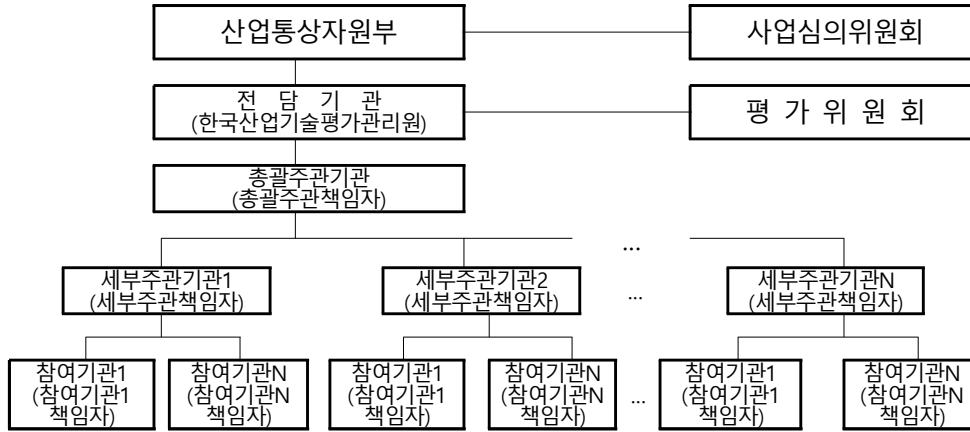 산업통상자원부
사업심의위원회
전 담 기 관
(한국산업기술평가관리원)
평 가 위 원 회
총괄주관기관
(총괄주관책임자)
...
세부주관기관1
(세부주관책임자)
세부주관기관2
(세부주관책임자)
...
세부주관기관N
(세부주관책임자)
참여기관1
(참여기관1
책임자)
참여기관N
(참여기관N
책임자)
참여기관1
(참여기관1
책임자)
참여기관N
(참여기관N
책임자)
...
참여기관1
(참여기관1
책임자)
참여기관N
(참여기관N
책임자)